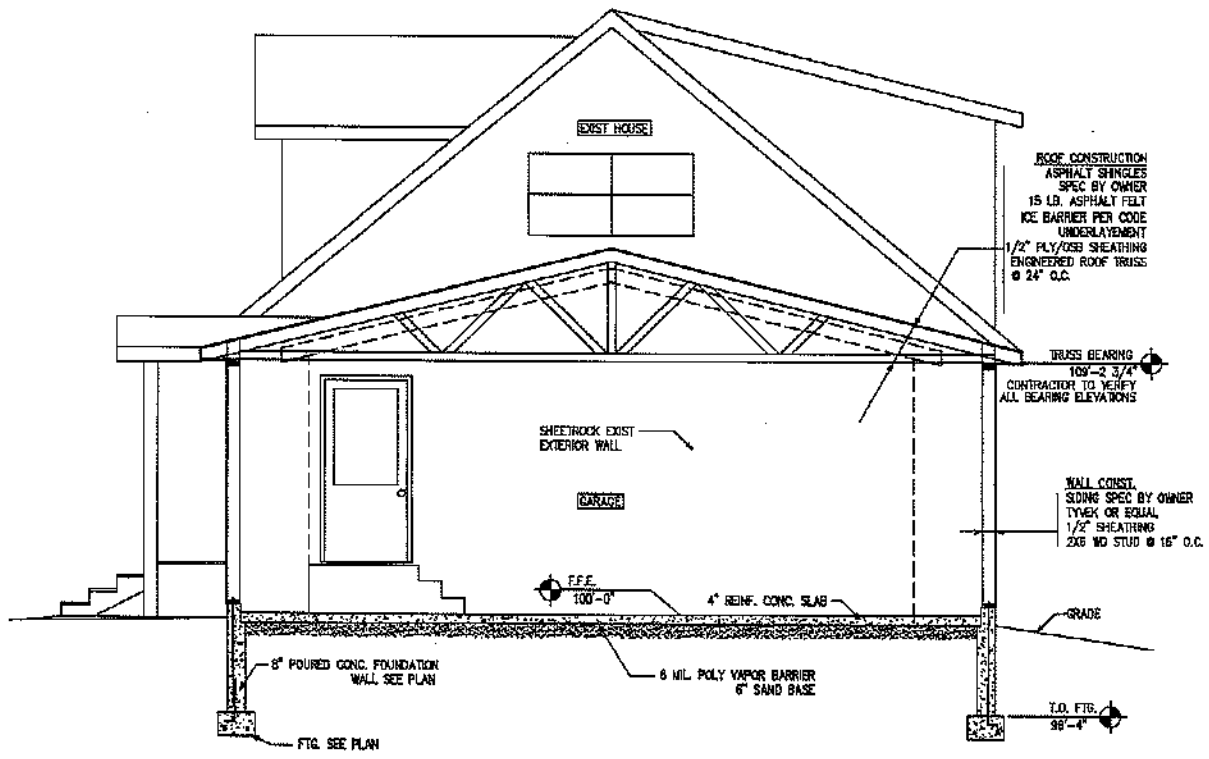 EXIST HOUSE
ROOF CONSTRUCTION
ASPHALT SHINGLES
SPEC BY OWNER
15 LB. ASPHALT FELT
ICE BARRIER PER CODE
UNDERLAYEMENT
1/2" PLY/OSB SHEATHING
ENGINEERED ROOF TRUSS
@ 24" O.C.
TRUSS BEARING
109'-2 3/4"
CONTRACTOR TO VERIFY
ALL BEARING ELEVATIONS
SHEETROCK EXIST
EXTERIOR WALL
GARAGE
WALL CONST.
SIDING SPEC BY OWNER
TYVEK OR EQUAL
1/2" SHEATHING
2X6 WD STUD @ 16" O.C.
F.F.E.
100'-0"
4" REINF. CONC. SLAB
GRADE
8" POURED CONC. FOUNDATION
WALL SEE PLAN
6 MIL. POLY VAPOR BARRIER
6" SAND BASE
T.O. FTG.
98'-4"
FTG. SEE PLAN